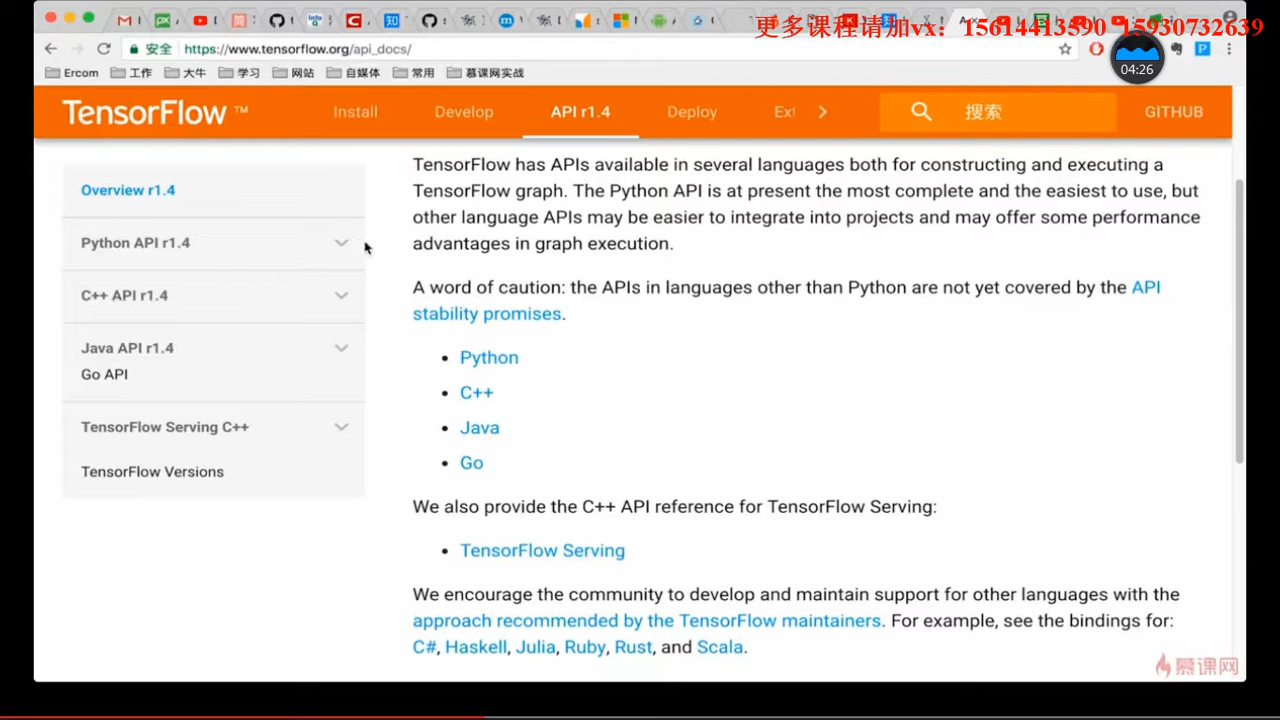 更多课程请加vx：15614413590 15930732639
安全 https://www.tensorflow.org/api_docs/
04:26
Ercom 工作 大牛 学习 网站 自媒体 常用 慕课网实战
TensorFlow ™ Install Develop API r1.4 Deploy Ext 搜索 GITHUB
Overview r1.4
Python API r1.4
C++ API r1.4
Java API r1.4
Go API
TensorFlow Serving C++
TensorFlow Versions
TensorFlow has APIs available in several languages both for constructing and executing a
TensorFlow graph. The Python API is at present the most complete and the easiest to use, but
other language APIs may be easier to integrate into projects and may offer some performance
advantages in graph execution.
A word of caution: the APIs in languages other than Python are not yet covered by the API
stability promises.
• Python
• C++
• Java
• Go
We also provide the C++ API reference for TensorFlow Serving:
• TensorFlow Serving
We encourage the community to develop and maintain support for other languages with the
approach recommended by the TensorFlow maintainers. For example, see the bindings for:
C#, Haskell, Julia, Ruby, Rust, and Scala.
慕课网